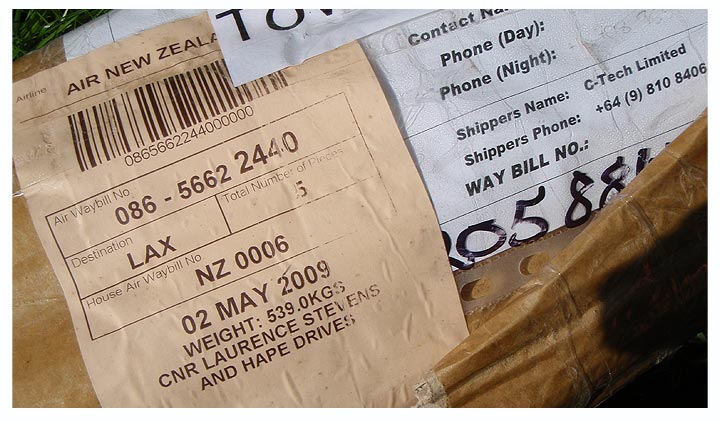 Airline
AIR NEW ZEALA
0865662244000000
Air Waybill No
086 - 5662 2440
Destination
LAX
Total Number of Pieces
5
House Air Waybill No
NZ 0006
02 MAY 2009
WEIGHT: 539.0KGS
CNR LAURENCE STEVENS
AND HAPE DRIVES
TOW
Contact Na
Phone (Day):
Phone (Night):
Shippers Name: C-Tech Limited
Shippers Phone: +64 (9) 810 8406
WAY BILL NO.: